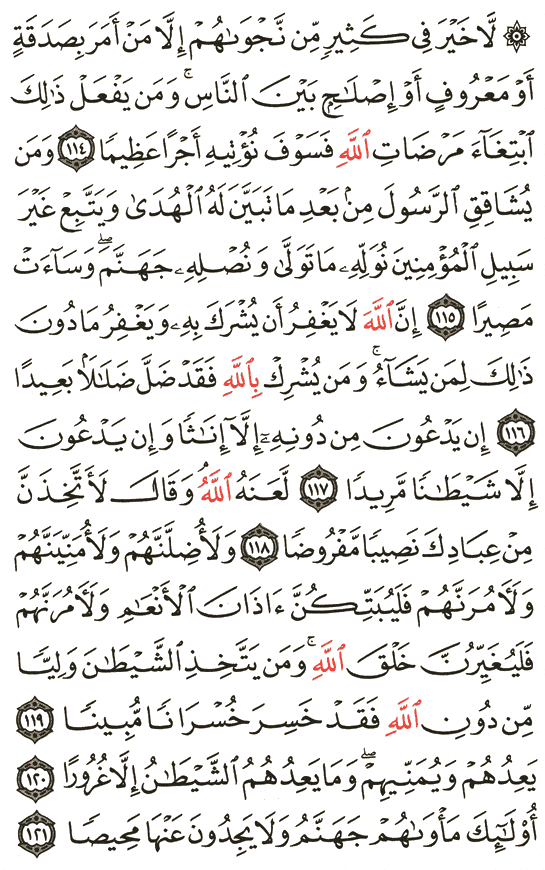 ۞ لَّا خَيْرَ فِي كَثِيرٍ مِّن نَّجْوَىٰهُمْ إِلَّا مَنْ أَمَرَ بِصَدَقَةٍ
أَوْ مَعْرُوفٍ أَوْ إِصْلَٰحٍۭ بَيْنَ ٱلنَّاسِ ۚ وَمَن يَفْعَلْ ذَٰلِكَ
ٱبْتِغَآءَ مَرْضَاتِ ٱللَّهِ فَسَوْفَ نُؤْتِيهِ أَجْرًا عَظِيمًا ۝١١٤ وَمَن
يُشَاقِقِ ٱلرَّسُولَ مِنۢ بَعْدِ مَا تَبَيَّنَ لَهُ ٱلْهُدَىٰ وَيَتَّبِعْ غَيْرَ
سَبِيلِ ٱلْمُؤْمِنِينَ نُوَلِّهِۦ مَا تَوَلَّىٰ وَنُصْلِهِۦ جَهَنَّمَ ۖ وَسَآءَتْ
مَصِيرًا ۝١١٥ إِنَّ ٱللَّهَ لَا يَغْفِرُ أَن يُشْرَكَ بِهِۦ وَيَغْفِرُ مَا دُونَ
ذَٰلِكَ لِمَن يَشَآءُ ۚ وَمَن يُشْرِكْ بِٱللَّهِ فَقَدْ ضَلَّ ضَلَٰلًۢا بَعِيدًا
۝١١٦ إِن يَدْعُونَ مِن دُونِهِۦٓ إِلَّآ إِنَٰثًا وَإِن يَدْعُونَ
إِلَّا شَيْطَٰنًا مَّرِيدًا ۝١١٧ لَّعَنَهُ ٱللَّهُ ۘ وَقَالَ لَأَتَّخِذَنَّ
مِنْ عِبَادِكَ نَصِيبًا مَّفْرُوضًا ۝١١٨ وَلَأُضِلَّنَّهُمْ وَلَأُمَنِّيَنَّهُمْ
وَلَءَامُرَنَّهُمْ فَلَيُبَتِّكُنَّ ءَاذَانَ ٱلْأَنْعَٰمِ وَلَءَامُرَنَّهُمْ
فَلَيُغَيِّرُنَّ خَلْقَ ٱللَّهِ ۚ وَمَن يَتَّخِذِ ٱلشَّيْطَٰنَ وَلِيًّا
مِّن دُونِ ٱللَّهِ فَقَدْ خَسِرَ خُسْرَانًا مُّبِينًا ۝١١٩
يَعِدُهُمْ وَيُمَنِّيهِمْ ۖ وَمَا يَعِدُهُمُ ٱلشَّيْطَٰنُ إِلَّا غُرُورًا ۝١٢٠
أُو۟لَٰٓئِكَ مَأْوَىٰهُمْ جَهَنَّمُ وَلَا يَجِدُونَ عَنْهَا مَحِيصًا ۝١٢١